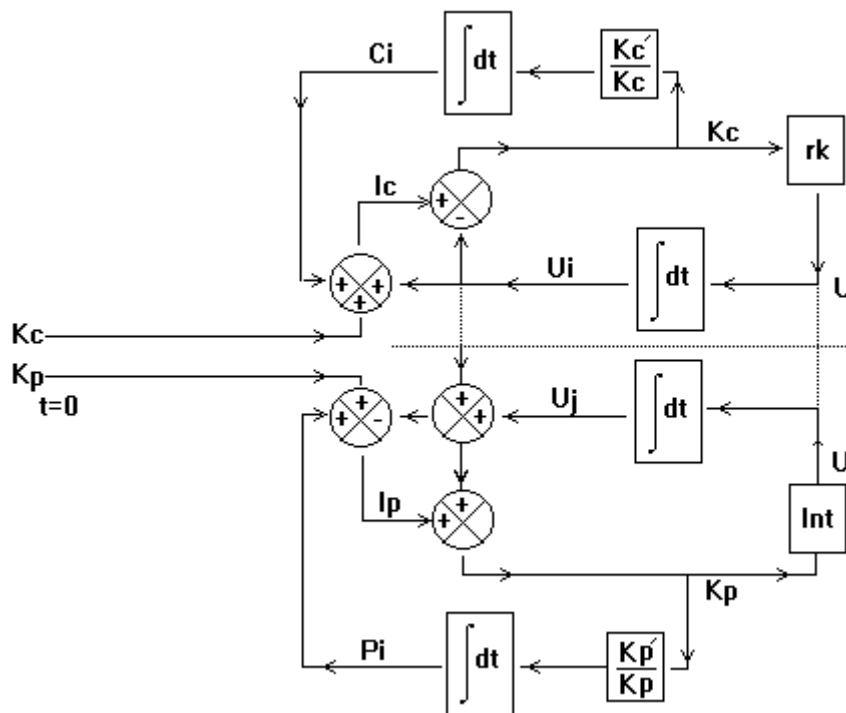 Ci
∫dt
Kc´
Kc
Kc
rk
Ic
+
-
+
+
+
Ui
∫dt
U
Kc
Kp
t=0
+
+
-
+
+
Uj
∫dt
U
Ip
+
+
Int
Kp
Pi
∫dt
Kp´
Kp